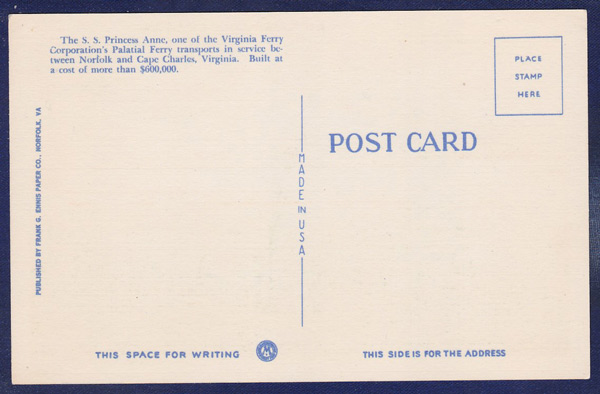 The S. S. Princess Anne, one of the Virginia Ferry
Corporation's Palatial Ferry transports in service be-
tween Norfolk and Cape Charles, Virginia. Built at
a cost of more than $600,000.
PUBLISHED BY FRANK G. ENNIS PAPER CO., NORFOLK, VA
MADE IN USA
PLACE
STAMP
HERE
POST CARD
THIS SPACE FOR WRITING
THIS SIDE IS FOR THE ADDRESS